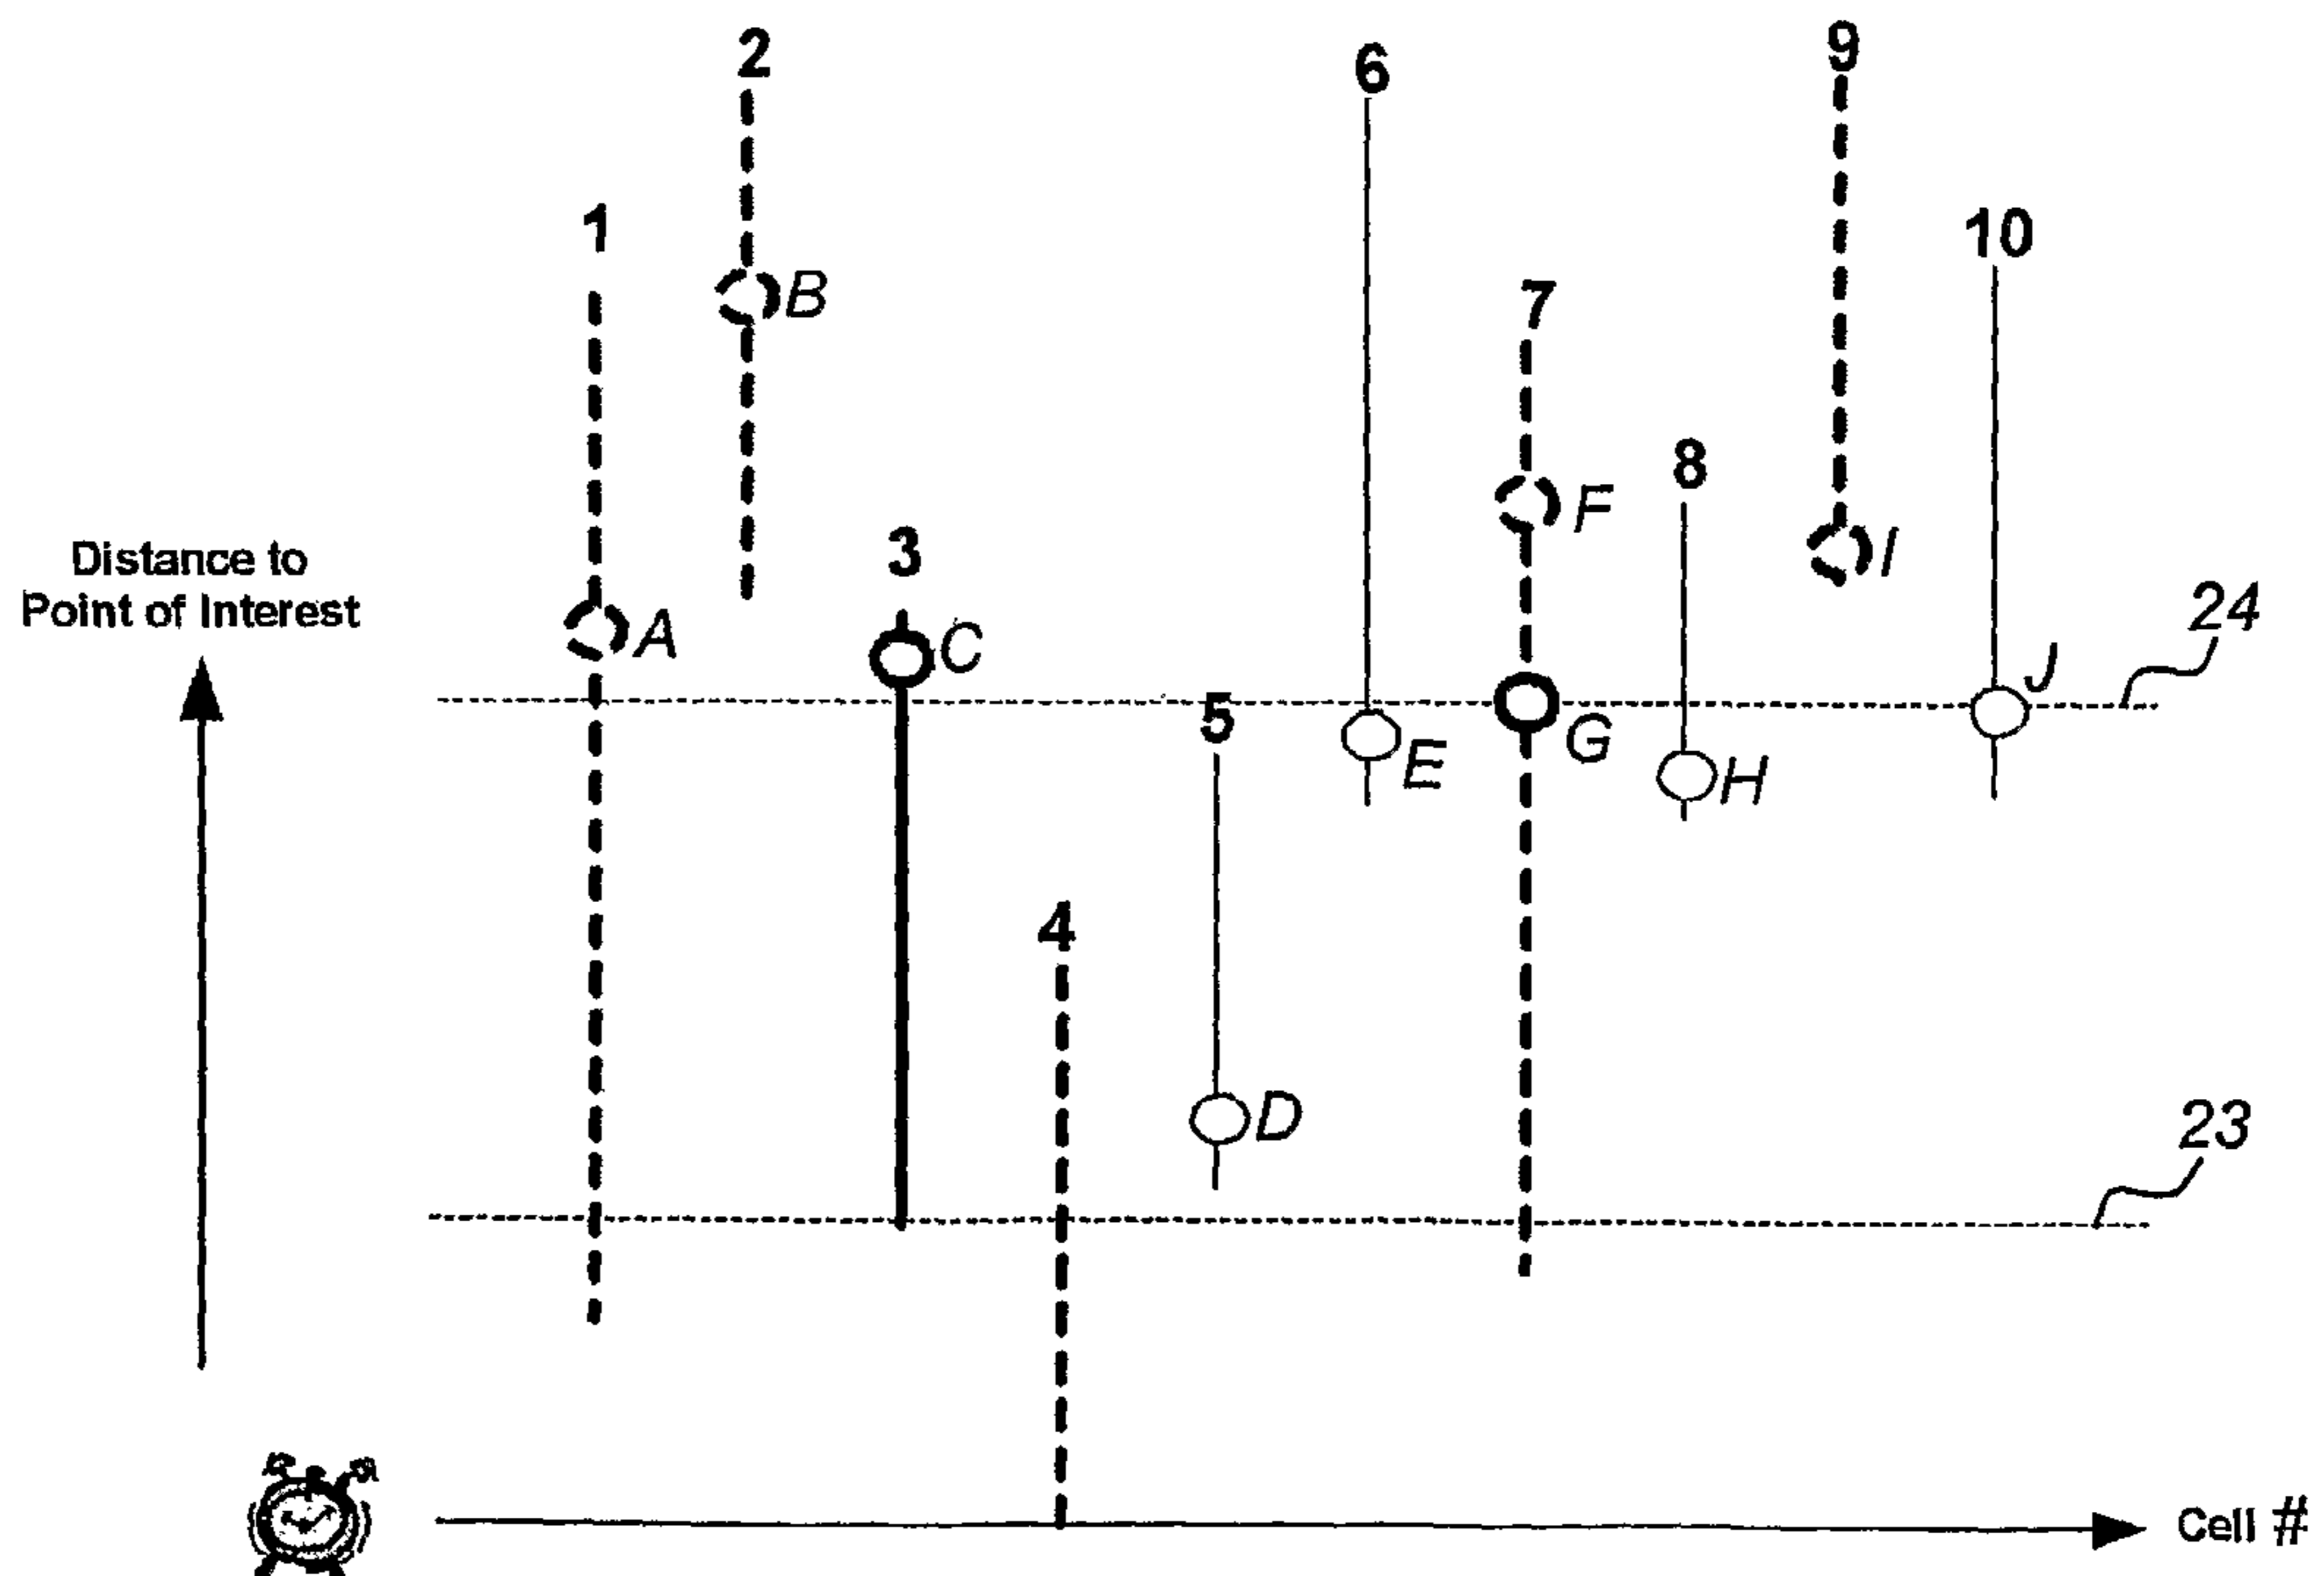 2
6
9
1
10
B
7
8
F
3
Distance to
Point of Interest
I
24
A
C
J
5
E
G
H
4
D
23
Cell #